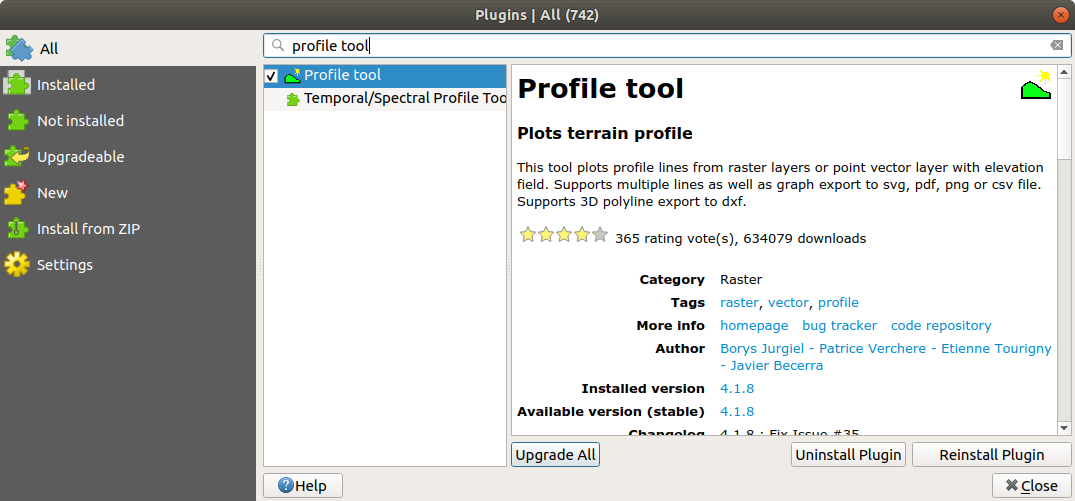 Plugins | All (742)
All
Installed
Not installed
Upgradeable
New
Install from ZIP
Settings
profile tool
Profile tool
Temporal/Spectral Profile Too
Profile tool
Plots terrain profile
This tool plots profile lines from raster layers or point vector layer with elevation
field. Supports multiple lines as well as graph export to svg, pdf, png or csv file.
Supports 3D polyline export to dxf.
365 rating vote(s), 634079 downloads
Category Raster
Tags raster, vector, profile
More info homepage bug tracker code repository
Author Borys Jurgiel - Patrice Verchere - Etienne Tourigny
- Javier Becerra
Installed version 4.1.8
Available version (stable) 4.1.8
Changelog 4.1.8 : Fix Issue #35
Upgrade All Uninstall Plugin Reinstall Plugin
Help Close